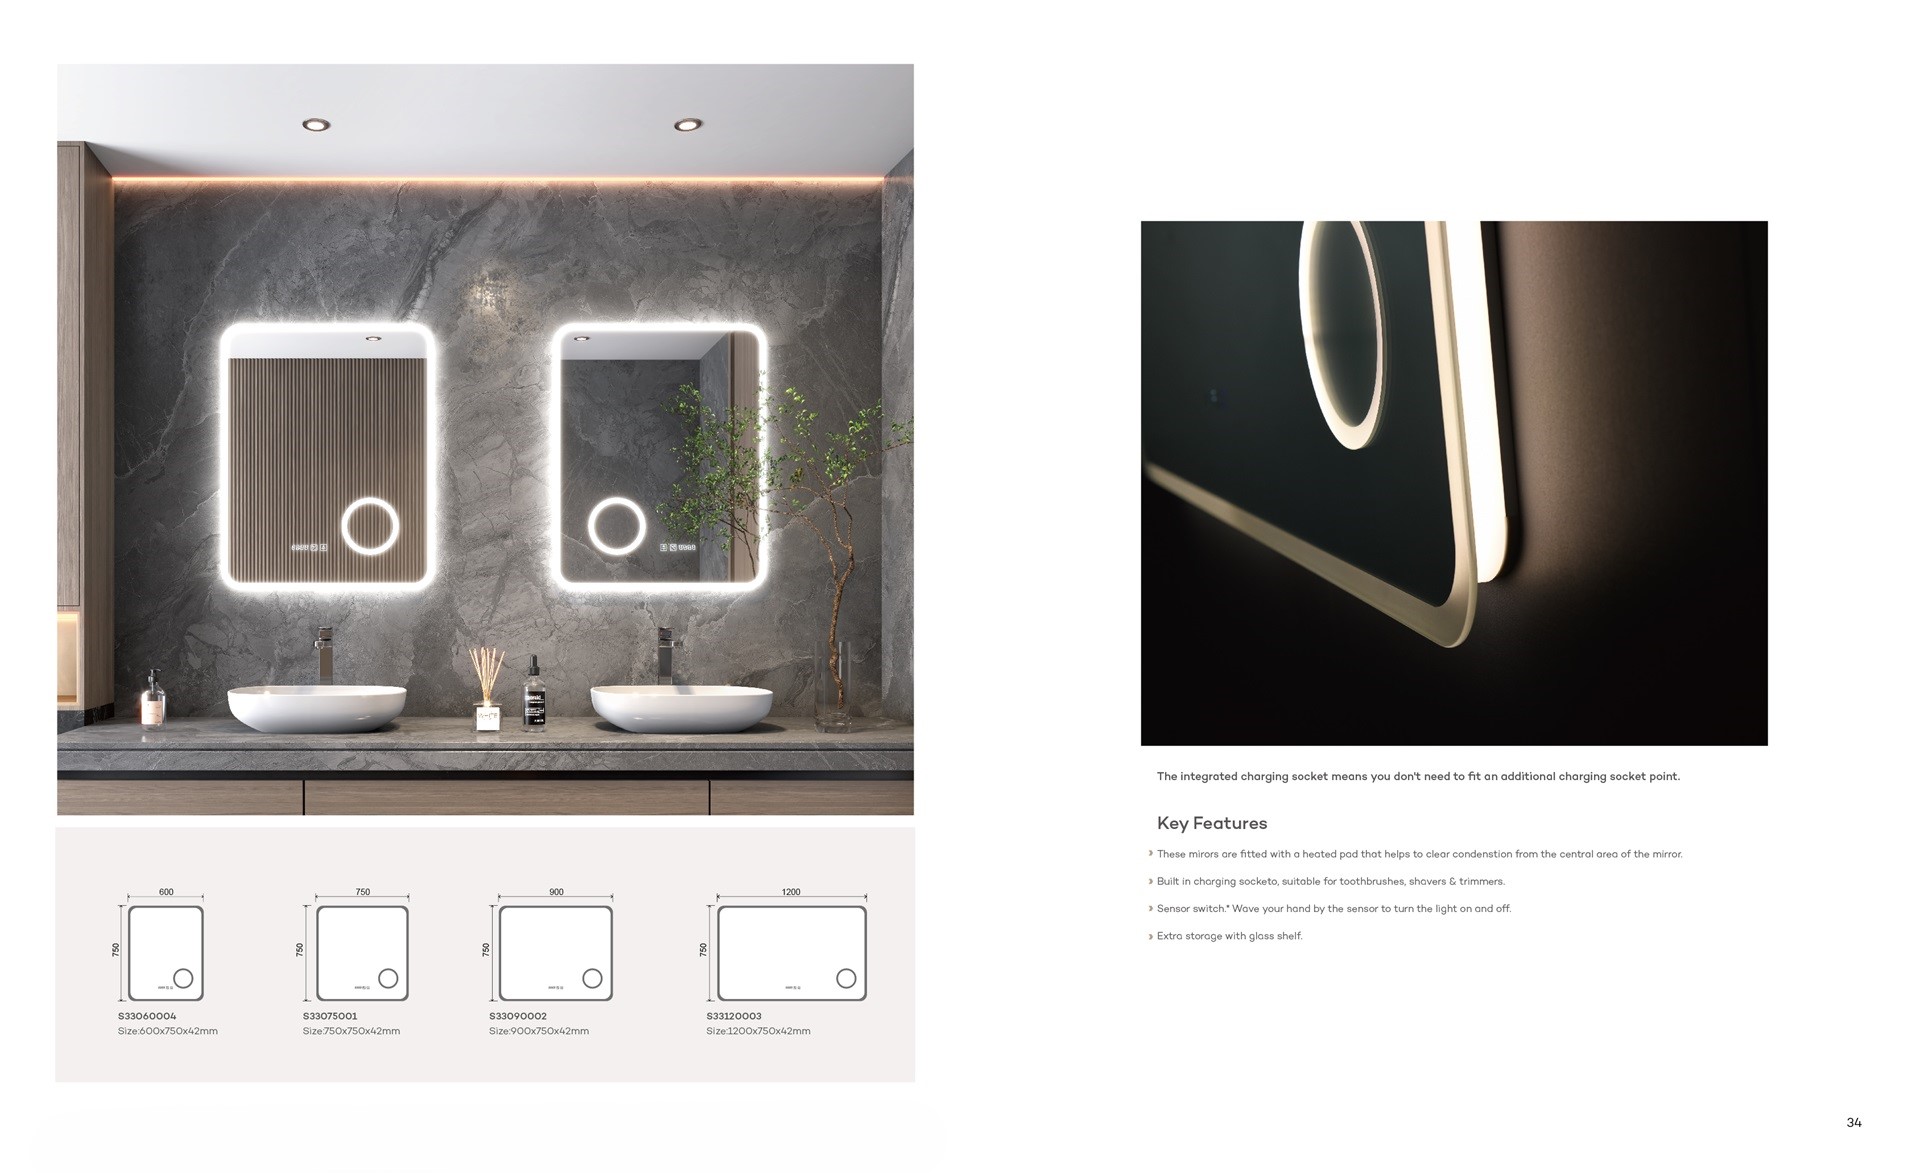 600
750
S33060004
Size:600x750x42mm
750
750
S33075001
Size:750x750x42mm
900
750
S33090002
Size:900x750x42mm
1200
750
S33120003
Size:1200x750x42mm
The integrated charging socket means you don't need to fit an additional charging socket point.
Key Features
These mirors are fitted with a heated pad that helps to clear condenstion from the central area of the mirror.
Built in charging socketo, suitable for toothbrushes, shavers & trimmers.
Sensor switch.* Wave your hand by the sensor to turn the light on and off.
Extra storage with glass shelf.
34